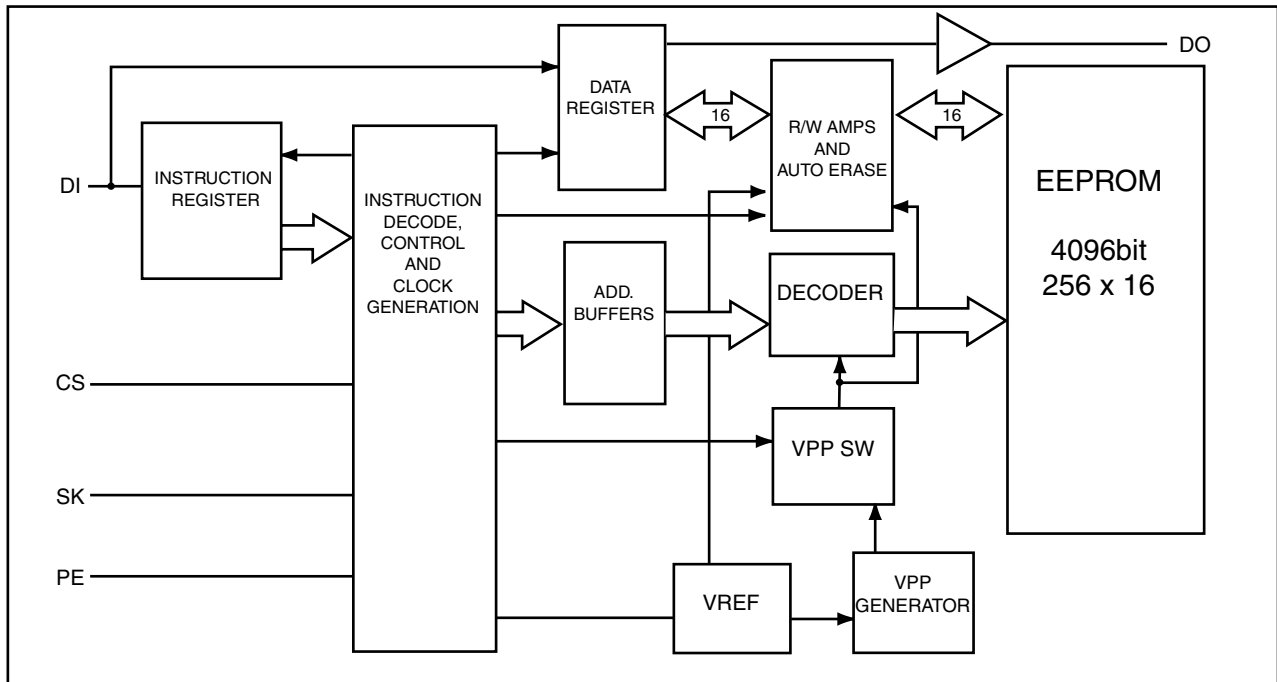 DO
DATA
REGISTER
16
R/W AMPS
AND
AUTO ERASE
16
EEPROM
4096bit
256 x 16
DI
INSTRUCTION
REGISTER
INSTRUCTION
DECODE,
CONTROL
AND
CLOCK
GENERATION
ADD.
BUFFERS
DECODER
CS
VPP SW
SK
PE
VREF
VPP
GENERATOR